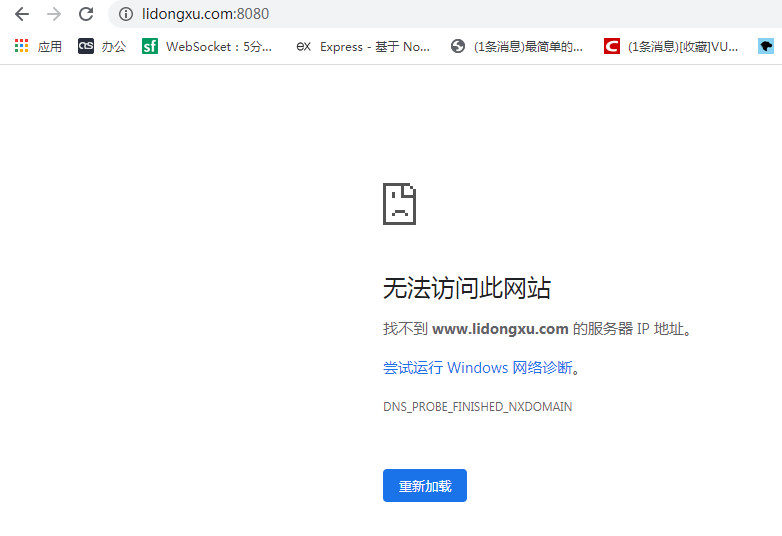 lidongxu.com:8080
应用 as 办公 sf WebSocket：5分... ex Express - 基于 No... (1条消息)最简单的... C (1条消息)[收藏]VU...
无法访问此网站
找不到 www.lidongxu.com 的服务器 IP 地址。
尝试运行 Windows 网络诊断。
DNS_PROBE_FINISHED_NXDOMAIN
重新加载